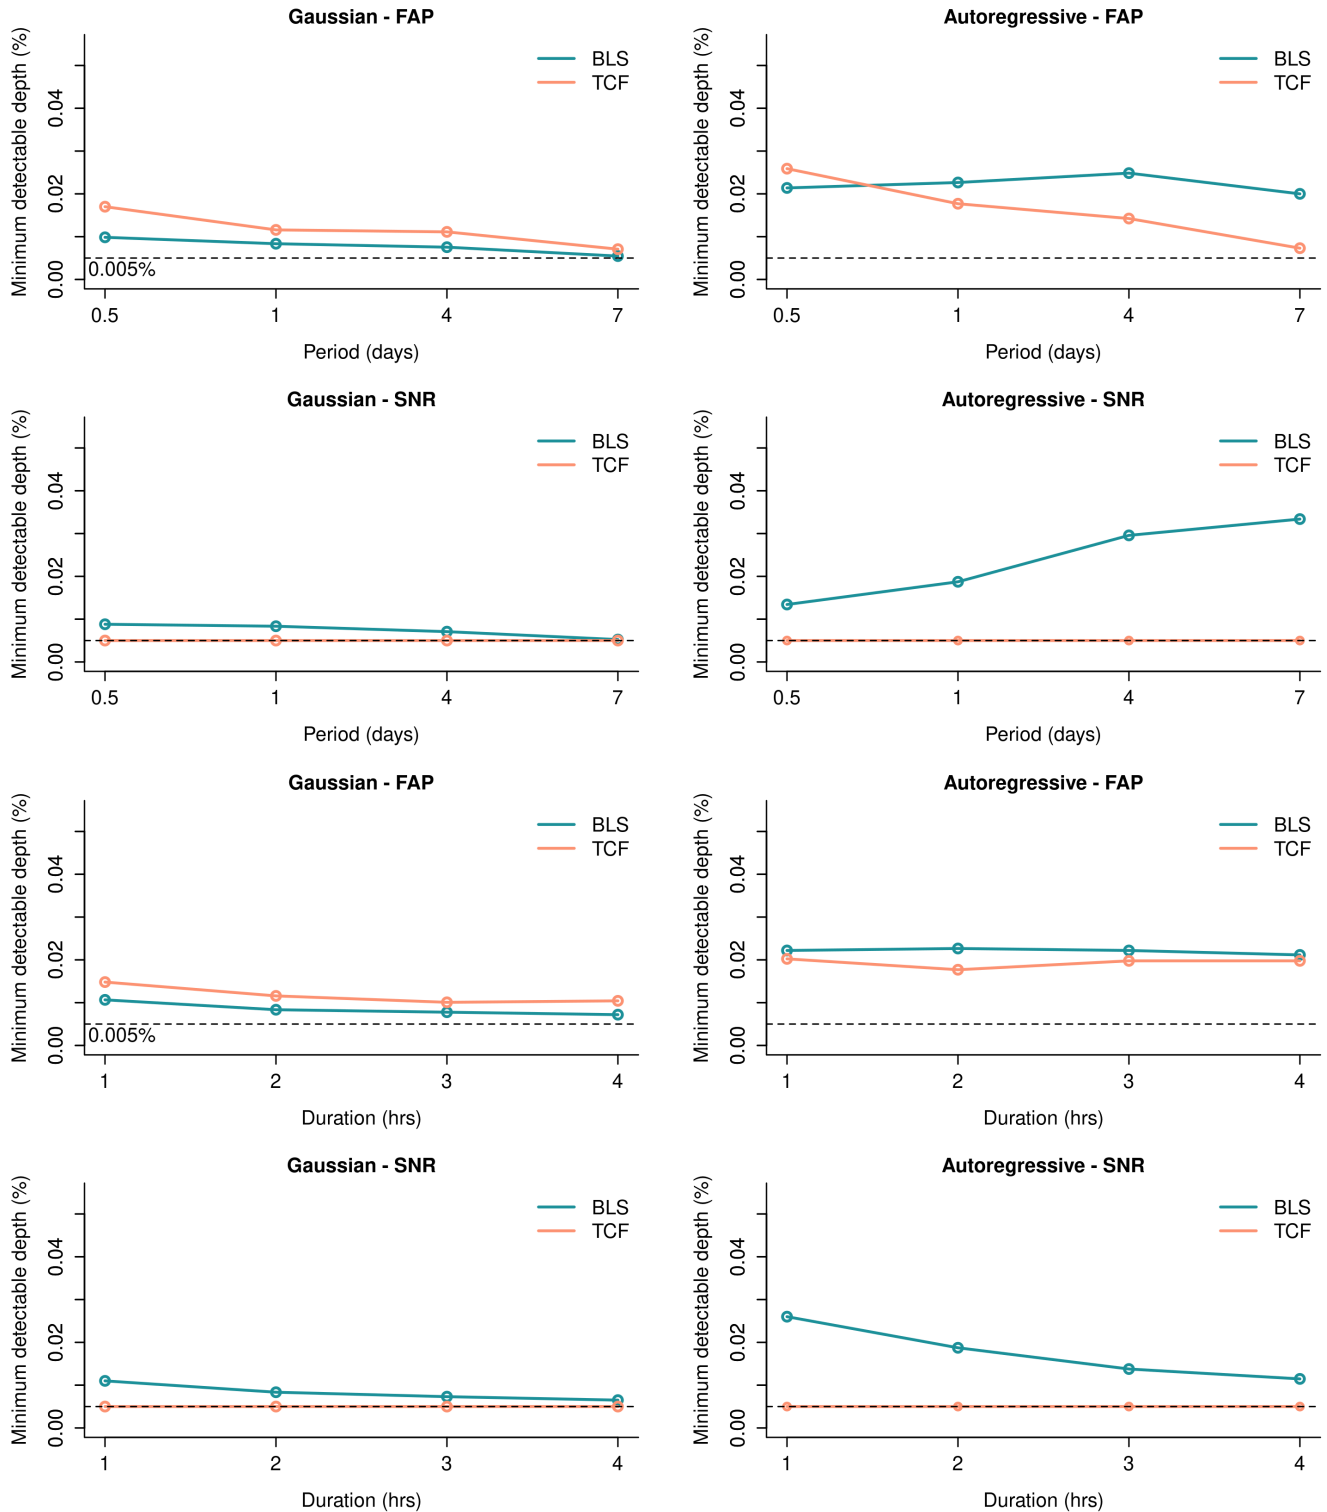 Gaussian - FAP
Minimum detectable depth (%)
0.00 0.02 0.04
BLS
TCF
0.005%
0.5 1 4 7
Period (days)
Autoregressive - FAP
Minimum detectable depth (%)
0.00 0.02 0.04
BLS
TCF
0.5 1 4 7
Period (days)
Gaussian - SNR
Minimum detectable depth (%)
0.00 0.02 0.04
BLS
TCF
0.5 1 4 7
Period (days)
Autoregressive - SNR
Minimum detectable depth (%)
0.00 0.02 0.04
BLS
TCF
0.5 1 4 7
Period (days)
Gaussian - FAP
Minimum detectable depth (%)
0.00 0.02 0.04
BLS
TCF
0.005%
1 2 3 4
Duration (hrs)
Autoregressive - FAP
Minimum detectable depth (%)
0.00 0.02 0.04
BLS
TCF
1 2 3 4
Duration (hrs)
Gaussian - SNR
Minimum detectable depth (%)
0.00 0.02 0.04
BLS
TCF
1 2 3 4
Duration (hrs)
Autoregressive - SNR
Minimum detectable depth (%)
0.00 0.02 0.04
BLS
TCF
1 2 3 4
Duration (hrs)